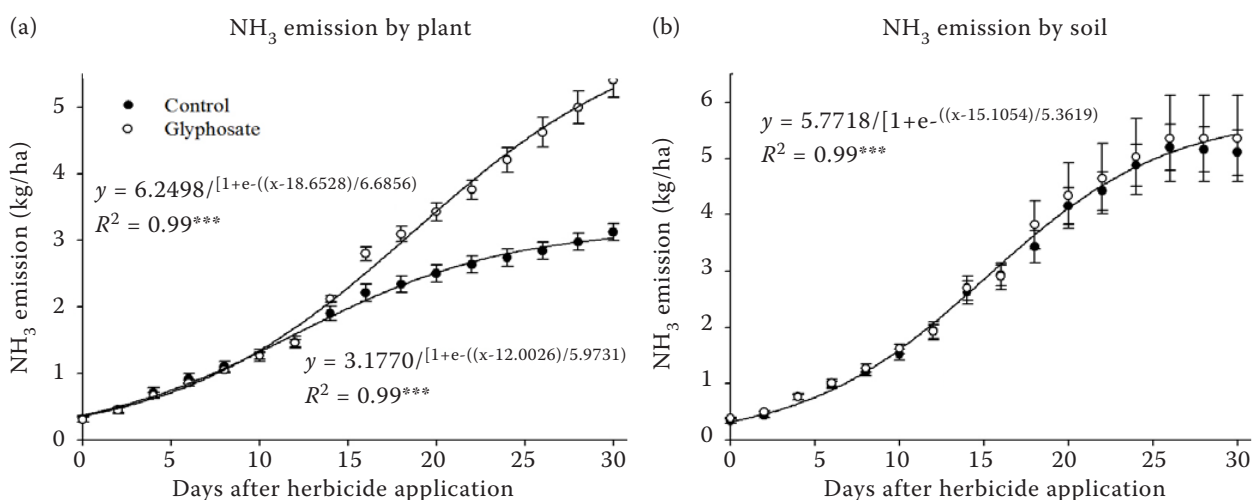 (a) NH₃ emission by plant
NH₃ emission (kg/ha)
5
4
3
2
1
0
Control
Glyphosate
y = 6.2498/[1+e-((x-18.6528)/6.6856)
R² = 0.99***
y = 3.1770/[1+e-((x-12.0026)/5.9731)
R² = 0.99***
0 5 10 15 20 25 30
Days after herbicide application
(b) NH₃ emission by soil
NH₃ emission (kg/ha)
6
5
4
3
2
1
0
y = 5.7718/[1+e-((x-15.1054)/5.3619)
R² = 0.99***
0 5 10 15 20 25 30
Days after herbicide application